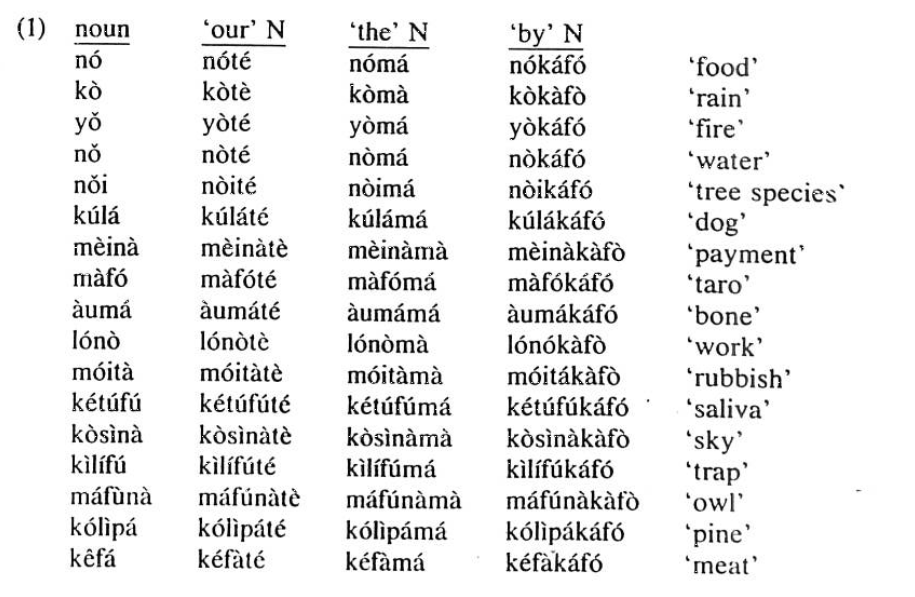 (1) noun ‘our’ N ‘the’ N ‘by’ N
nó nóté nómá nókáfó ‘food’
kò kòtè kòmà kòkàfò ‘rain’
yǒ yòté yòmá yòkáfó ‘fire’
nǒ nòté nòmá nòkáfó ‘water’
nǒi nòité nòimá nòikáfó ‘tree species’
kúlá kúláté kúlámá kúlákáfó ‘dog’
mèinà mèinàtè mèinàmà mèinàkàfò ‘payment’
màfó màfóté màfómá màfókáfó ‘taro’
àumá àumáté àumámá àumákáfó ‘bone’
lónò lónòtè lónòmà lónókàfò ‘work’
móità móitàtè móitàmà móitákàfò ‘rubbish’
kétúfú kétúfúté kétúfúmá kétúfúkáfó ‘saliva’
kòsìnà kòsìnàtè kòsìnàmà kòsìnàkàfò ‘sky’
kìlífú kìlífúté kìlífúmá kìlífúkáfó ‘trap’
máfùnà máfúnàtè máfúnàmà máfúnàkàfò ‘owl’
kólìpá kólìpáté kólìpámá kólìpákáfó ‘pine’
kêfá kéfàté kéfàmá kéfàkáfó ‘meat’